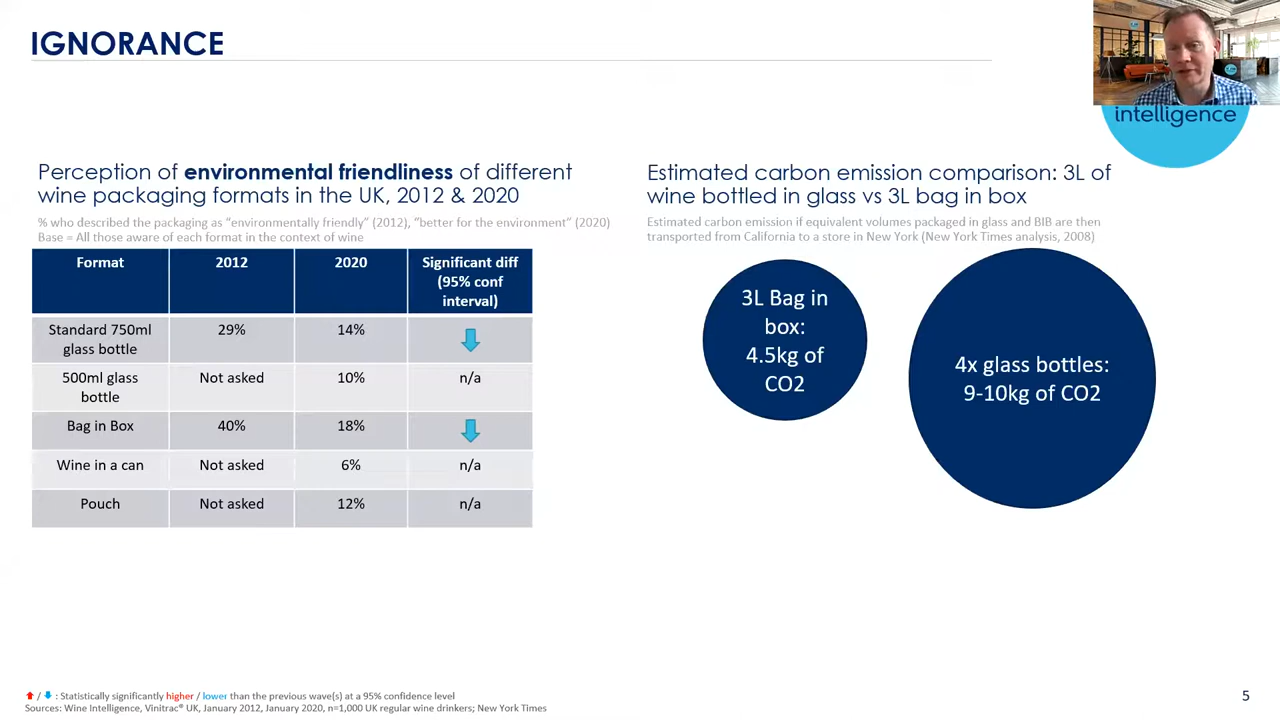 IGNORANCE
intelligence
Perception of environmental friendliness of different
wine packaging formats in the UK, 2012 & 2020
% who described the packaging as “environmentally friendly” (2012), “better for the environment” (2020)
Base = All those aware of each format in the context of wine
Format 2012 2020 Significant diff
(95% conf
interval)
Standard 750ml 29% 14%
glass bottle
500ml glass Not asked 10% n/a
bottle
Bag in Box 40% 18%
Wine in a can Not asked 6% n/a
Pouch Not asked 12% n/a
Estimated carbon emission comparison: 3L of
wine bottled in glass vs 3L bag in box
Estimated carbon emission if equivalent volumes packaged in glass and BIB are then
transported from California to a store in New York (New York Times analysis, 2008)
3L Bag in
box:
4.5kg of
CO2
4x glass bottles:
9-10kg of CO2
/ : Statistically significantly higher / lower than the previous wave(s) at a 95% confidence level
Sources: Wine Intelligence, Vinitrac® UK, January 2012, January 2020, n=1,000 UK regular wine drinkers; New York Times
5